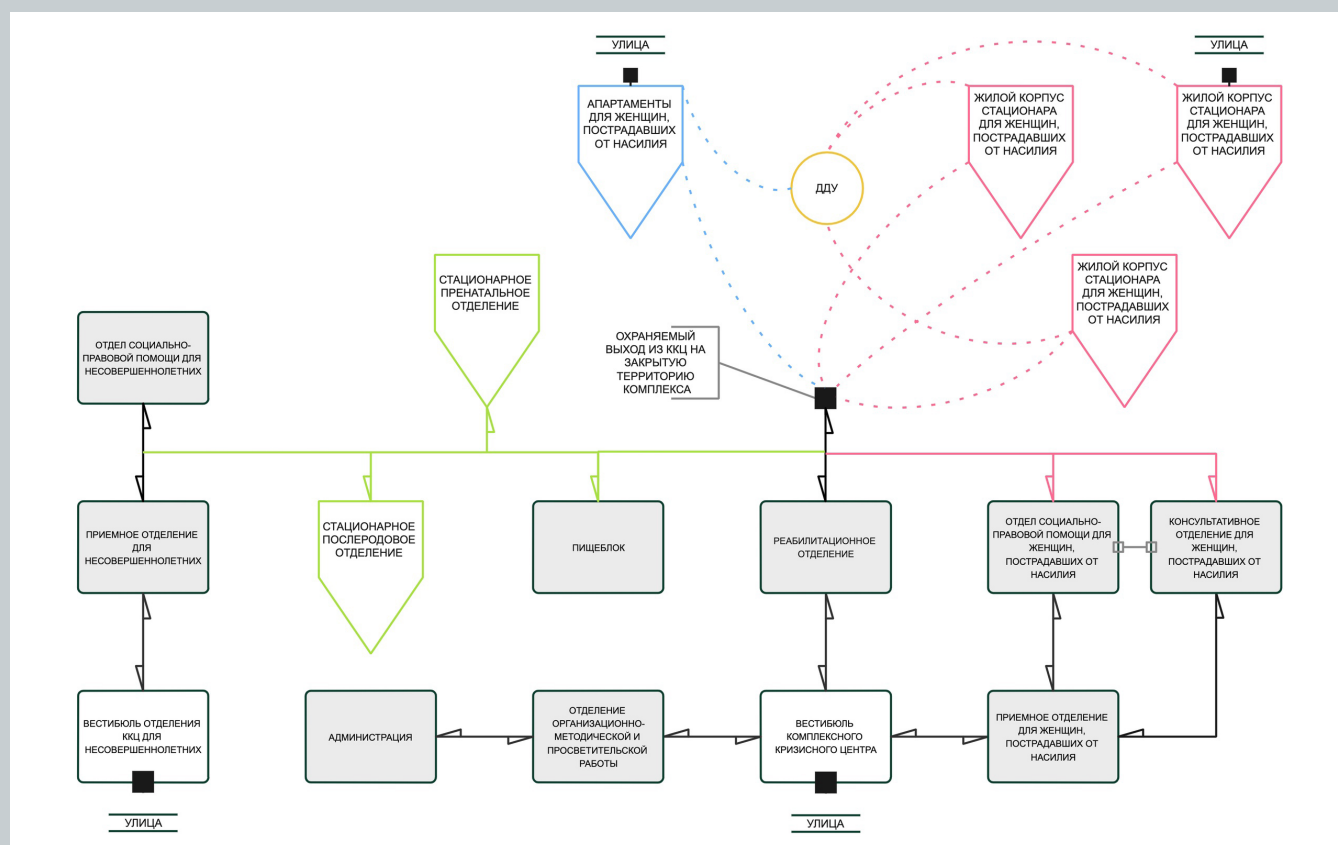 УЛИЦА
УЛИЦА
АПАРТАМЕНТЫ
ДЛЯ ЖЕНЩИН,
ПОСТРАДАВШИХ
ОТ НАСИЛИЯ
ЖИЛОЙ КОРПУС
СТАЦИОНАРА
ДЛЯ ЖЕНЩИН,
ПОСТРАДАВШИХ
ОТ НАСИЛИЯ
ЖИЛОЙ КОРПУС
СТАЦИОНАРА
ДЛЯ ЖЕНЩИН,
ПОСТРАДАВШИХ
ОТ НАСИЛИЯ
ДДУ
СТАЦИОНАРНОЕ
ПРЕНАТАЛЬНОЕ
ОТДЕЛЕНИЕ
ЖИЛОЙ КОРПУС
СТАЦИОНАРА
ДЛЯ ЖЕНЩИН,
ПОСТРАДАВШИХ
ОТ НАСИЛИЯ
ОТДЕЛ СОЦИАЛЬНО-
ПРАВОВОЙ ПОМОЩИ ДЛЯ
НЕСОВЕРШЕННОЛЕТНИХ
ОХРАНЯЕМЫЙ
ВЫХОД ИЗ ККЦ НА
ЗАКРЫТУЮ
ТЕРРИТОРИЮ
КОМПЛЕКСА
ПРИЕМНОЕ ОТДЕЛЕНИЕ
ДЛЯ
НЕСОВЕРШЕННОЛЕТНИХ
СТАЦИОНАРНОЕ
ПОСЛЕРОДОВОЕ
ОТДЕЛЕНИЕ
ПИЩЕБЛОК
РЕАБИЛИТАЦИОННОЕ
ОТДЕЛЕНИЕ
ОТДЕЛ СОЦИАЛЬНО-
ПРАВОВОЙ ПОМОЩИ ДЛЯ
ЖЕНЩИН,
ПОСТРАДАВШИХ ОТ
НАСИЛИЯ
КОНСУЛЬТАТИВНОЕ
ОТДЕЛЕНИЕ ДЛЯ
ЖЕНЩИН,
ПОСТРАДАВШИХ ОТ
НАСИЛИЯ
ВЕСТИБЮЛЬ ОТДЕЛЕНИЯ
ККЦ ДЛЯ
НЕСОВЕРШЕННОЛЕТНИХ
АДМИНИСТРАЦИЯ
ОТДЕЛЕНИЕ
ОРГАНИЗАЦИОННО-
МЕТОДИЧЕСКОЙ И
ПРОСВЕТИТЕЛЬСКОЙ
РАБОТЫ
ВЕСТИБЮЛЬ
КОМПЛЕКСНОГО
КРИЗИСНОГО ЦЕНТРА
ПРИЕМНОЕ ОТДЕЛЕНИЕ
ДЛЯ ЖЕНЩИН,
ПОСТРАДАВШИХ ОТ
НАСИЛИЯ
УЛИЦА
УЛИЦА